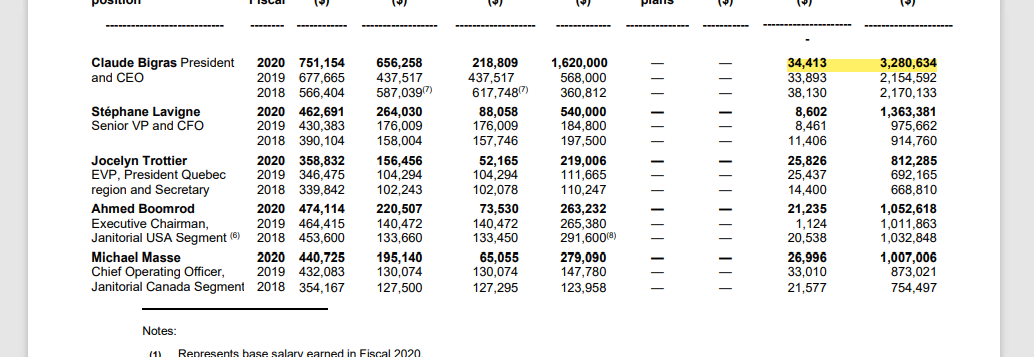 position Fiscal ($) ($) ($) ($) plans ($) ($) ($)
------------------------- -------- ------------ ------------------ ------------------- ------------------- --------------- ----------- --------------------- ---------------------
-
Claude Bigras President 2020 751,154 656,258 218,809 1,620,000 — — 34,413 3,280,634
and CEO 2019 677,665 437,517 437,517 568,000 — — 33,893 2,154,592
2018 566,404 587,039(7) 617,748(7) 360,812 — — 38,130 2,170,133
Stéphane Lavigne 2020 462,691 264,030 88,058 540,000 — — 8,602 1,363,381
Senior VP and CFO 2019 430,383 176,009 176,009 184,800 — — 8,461 975,662
2018 390,104 158,004 157,746 197,500 — — 11,406 914,760
Jocelyn Trottier 2020 358,832 156,456 52,165 219,006 — — 25,826 812,285
EVP, President Quebec 2019 346,475 104,294 104,294 111,665 — — 25,437 692,165
region and Secretary 2018 339,842 102,243 102,078 110,247 — — 14,400 668,810
Ahmed Boomrod 2020 474,114 220,507 73,530 263,232 — — 21,235 1,052,618
Executive Chairman, 2019 464,415 140,472 140,472 265,380 — — 1,124 1,011,863
Janitorial USA Segment (6) 2018 453,600 133,660 133,450 291,600(8) — — 20,538 1,032,848
Michael Masse 2020 440,725 195,140 65,055 279,090 — — 26,996 1,007,006
Chief Operating Officer, 2019 432,083 130,074 130,074 147,780 — — 33,010 873,021
Janitorial Canada Segment 2018 354,167 127,500 127,295 123,958 — — 21,577 754,497
Notes:
(1) Represents base salary earned in Fiscal 2020.